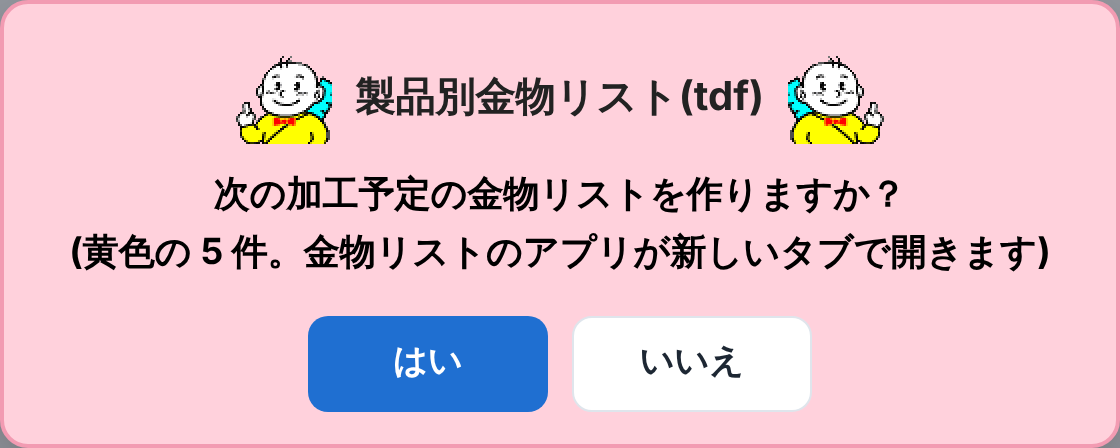 製品別金物リスト(tdf)
次の加工予定の金物リストを作りますか？
(黄色の 5 件。金物リストのアプリが新しいタブで開きます)
はい
いいえ